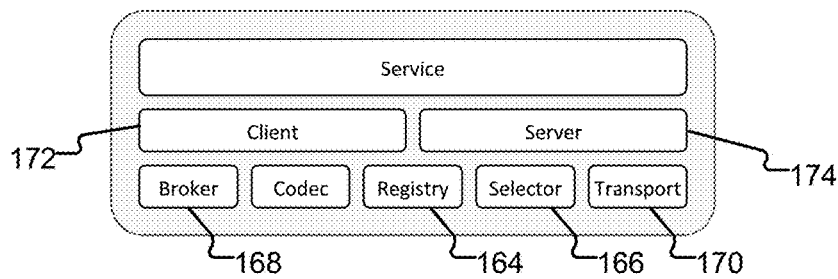 Service
172 Client Server 174
Broker Codec Registry Selector Transport
168 164 166 170